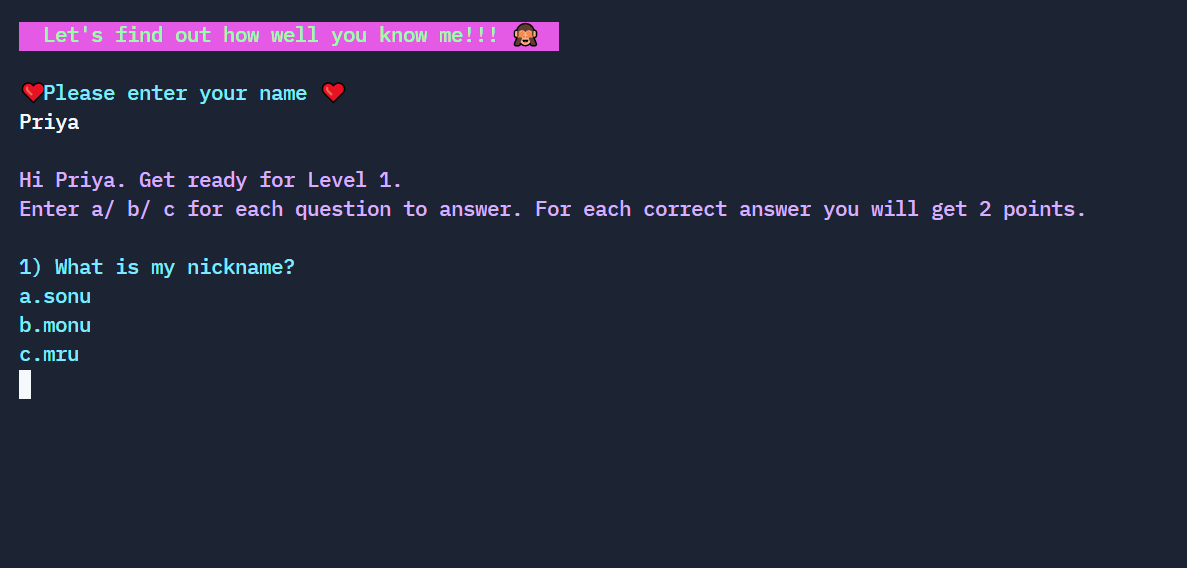 Let's find out how well you know me!!! 🙈
❤️Please enter your name ❤️
Priya
Hi Priya. Get ready for Level 1.
Enter a/ b/ c for each question to answer. For each correct answer you will get 2 points.
1) What is my nickname?
a.sonu
b.monu
c.mru